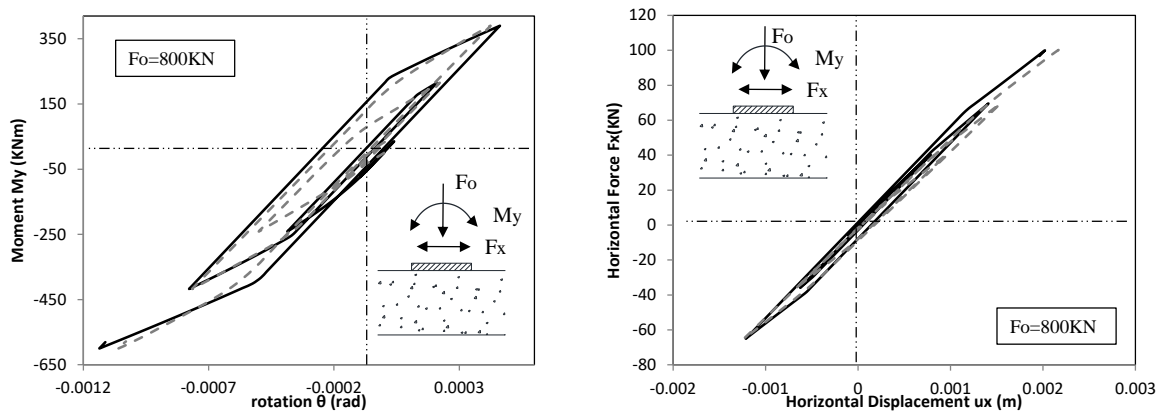 350
150
-50
-250
-450
-650
Moment My (KNm)
Fo=800KN
Fo
My
Fx
-0.0012
-0.0007
-0.0002
0.0003
rotation θ (rad)
120
100
80
60
40
20
0
-20
-40
-60
-80
Horizontal Force Fx(KN)
Fo
My
Fx
Fo=800KN
-0.002
-0.001
0
0.001
0.002
0.003
Horizontal Displacement ux (m)